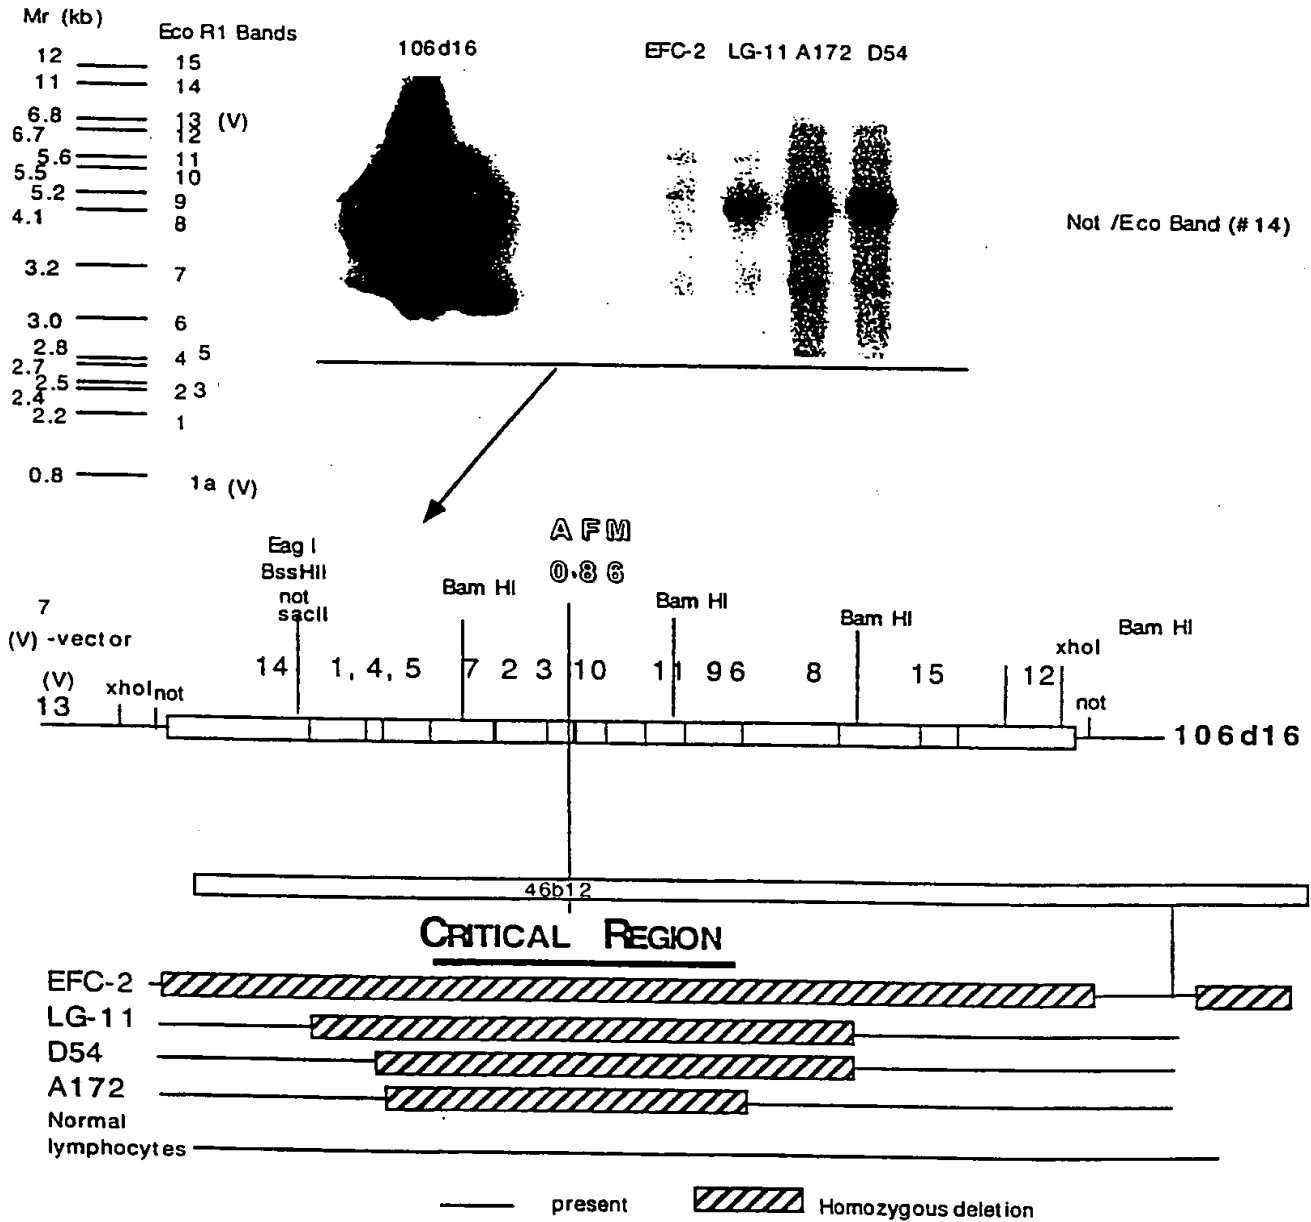 Mr (kb)
Eco R1 Bands
12
15
11
14
6.8
13 (V)
6.7
12
5.6
11
5.5
10
5.2
9
4.1
8
3.2
7
3.0
6
2.8
5
2.7
4
2.5
3
2.4
2
2.2
1
0.8
1a (V)
106d16
EFC-2 LG-11 A172 D54
Not /Eco Band (#14)
AFM
0.86
Eag I
BssHII
not
sacII
Bam HI
Bam HI
Bam HI
Bam HI
7
(V) -vector
(V)
13
xhoI
not
14 1, 4, 5 7 2 3 10 11 9 6 8 15 12
xhoI
not
106d16
46b12
CRITICAL REGION
EFC-2
LG-11
D54
A172
Normal
lymphocytes
present
Homozygous deletion